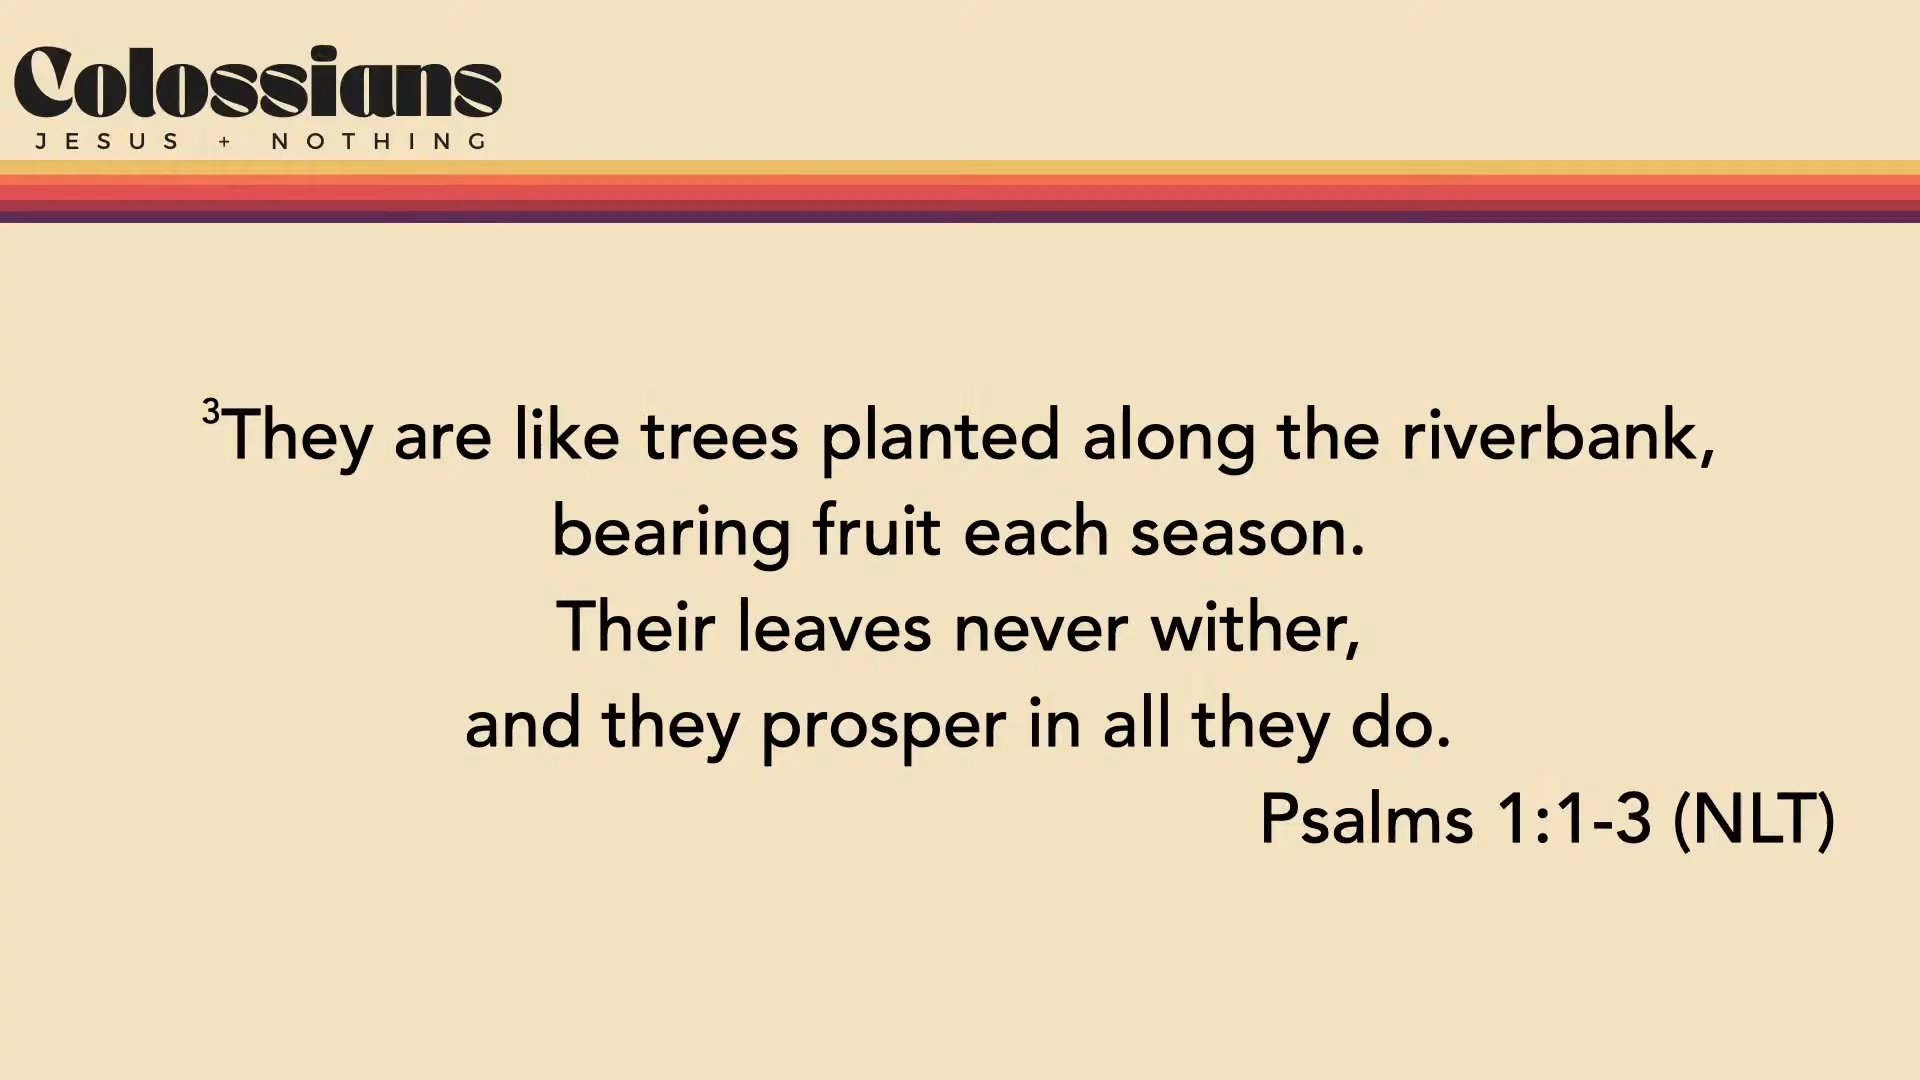 Colossians
JESUS + NOTHING
³They are like trees planted along the riverbank,
bearing fruit each season.
Their leaves never wither,
and they prosper in all they do.
Psalms 1:1-3 (NLT)